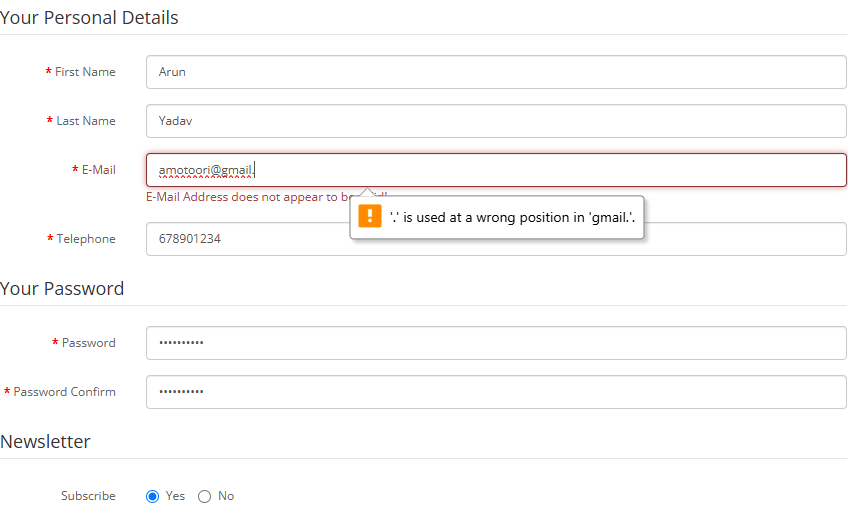 Your Personal Details
* First Name Arun
* Last Name Yadav
* E-Mail amotoori@gmail.
E-Mail Address does not appear to be
! '.' is used at a wrong position in 'gmail.'.
* Telephone 678901234
Your Password
* Password ••••••••••
* Password Confirm ••••••••••
Newsletter
Subscribe Yes No